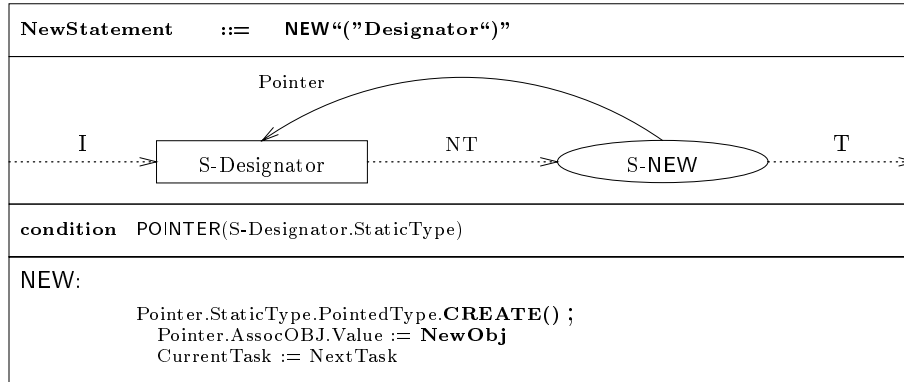 NewStatement ::= NEW“(”Designator“)”
Pointer
I
NT
T
S-Designator
S-NEW
condition POINTER(S-Designator.StaticType)
NEW:
Pointer.StaticType.PointedType.CREATE() ;
Pointer.AssocOBJ.Value := NewObj
CurrentTask := NextTask